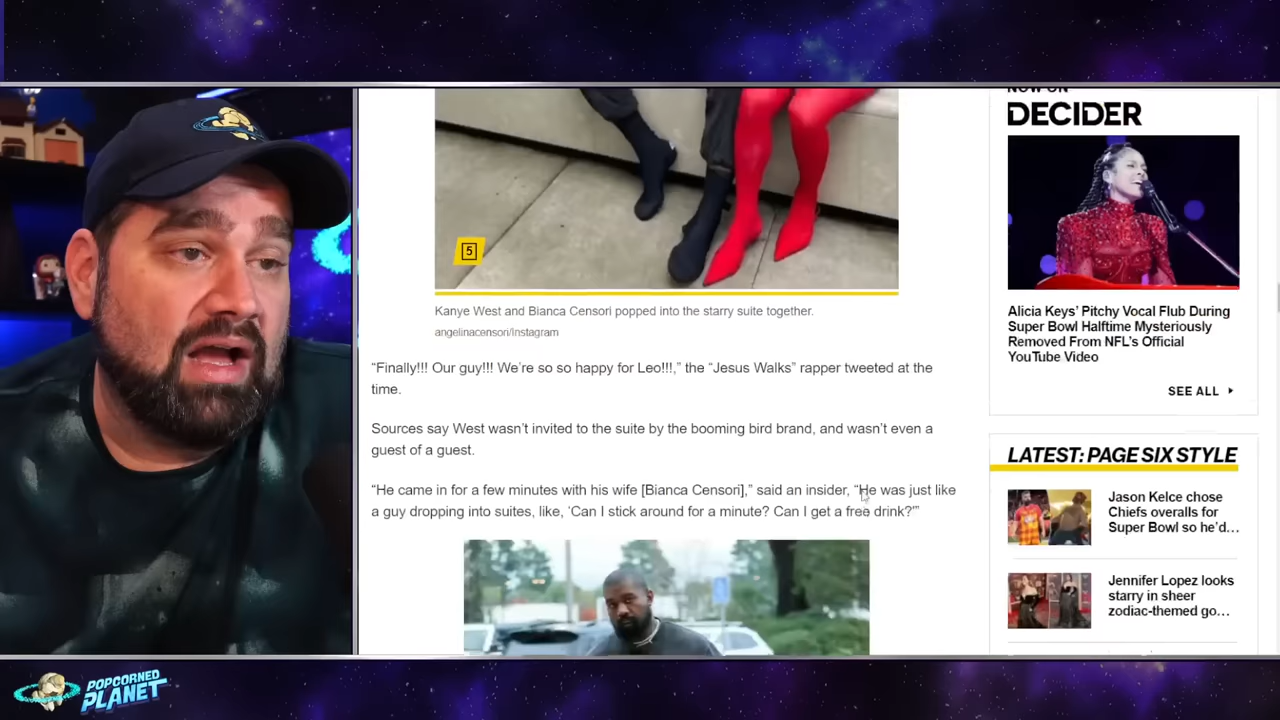 5
Kanye West and Bianca Censori popped into the starry suite together.
angelinacensori/Instagram
“Finally!!! Our guy!!! We’re so so happy for Leo!!!,” the “Jesus Walks” rapper tweeted at the
time.
Sources say West wasn’t invited to the suite by the booming bird brand, and wasn’t even a
guest of a guest.
“He came in for a few minutes with his wife [Bianca Censori],” said an insider, “He was just like
a guy dropping into suites, like, ‘Can I stick around for a minute? Can I get a free drink?’”
NOW ON
DECIDER
Alicia Keys’ Pitchy Vocal Flub During
Super Bowl Halftime Mysteriously
Removed From NFL’s Official
YouTube Video
SEE ALL
LATEST: PAGE SIX STYLE
Jason Kelce chose
Chiefs overalls for
Super Bowl so he’d...
Jennifer Lopez looks
starry in sheer
zodiac-themed go...
POPCORNED
PLANET